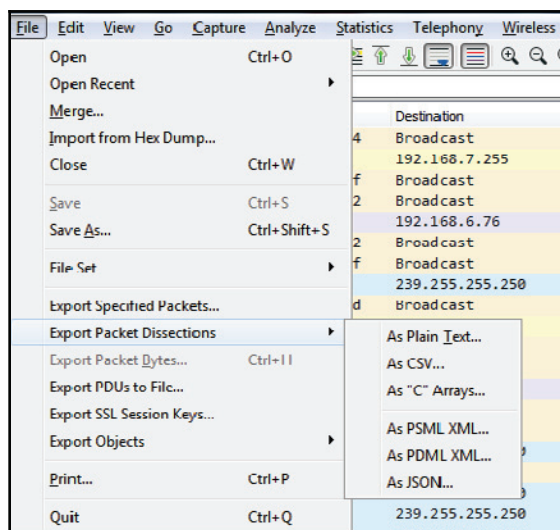 File Edit View Go Capture Analyze Statistics Telephony Wireless
Open Ctrl+O
Open Recent
Merge...
Import from Hex Dump...
Close Ctrl+W
Save Ctrl+S
Save As... Ctrl+Shift+S
File Set
Export Specified Packets...
Export Packet Dissections
Export Packet Bytes... Ctrl+H
Export PDUs to File...
Export SSL Session Keys...
Export Objects
Print... Ctrl+P
Quit Ctrl+Q
As Plain Text...
As CSV...
As "C" Arrays...
As PSML XML...
As PDML XML...
As JSON...
Destination
4 Broadcast
192.168.7.255
f Broadcast
2 Broadcast
192.168.6.76
2 Broadcast
f Broadcast
239.255.255.250
d Broadcast
239.255.255.250